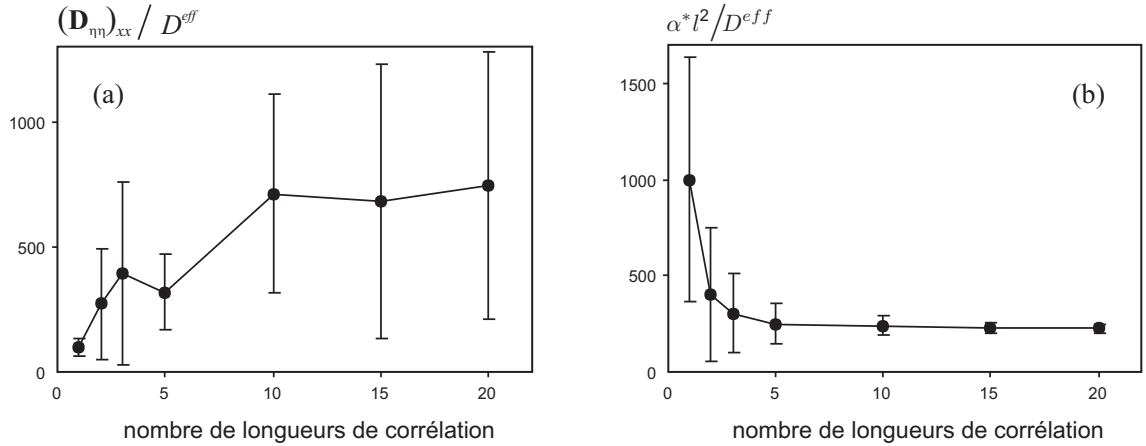 (D_ηη)_xx / D^eff
(a)
1000
500
0
0 5 10 15 20
nombre de longueurs de corrélation
α*l²/D^eff
(b)
1500
1000
500
0
0 5 10 15 20
nombre de longueurs de corrélation